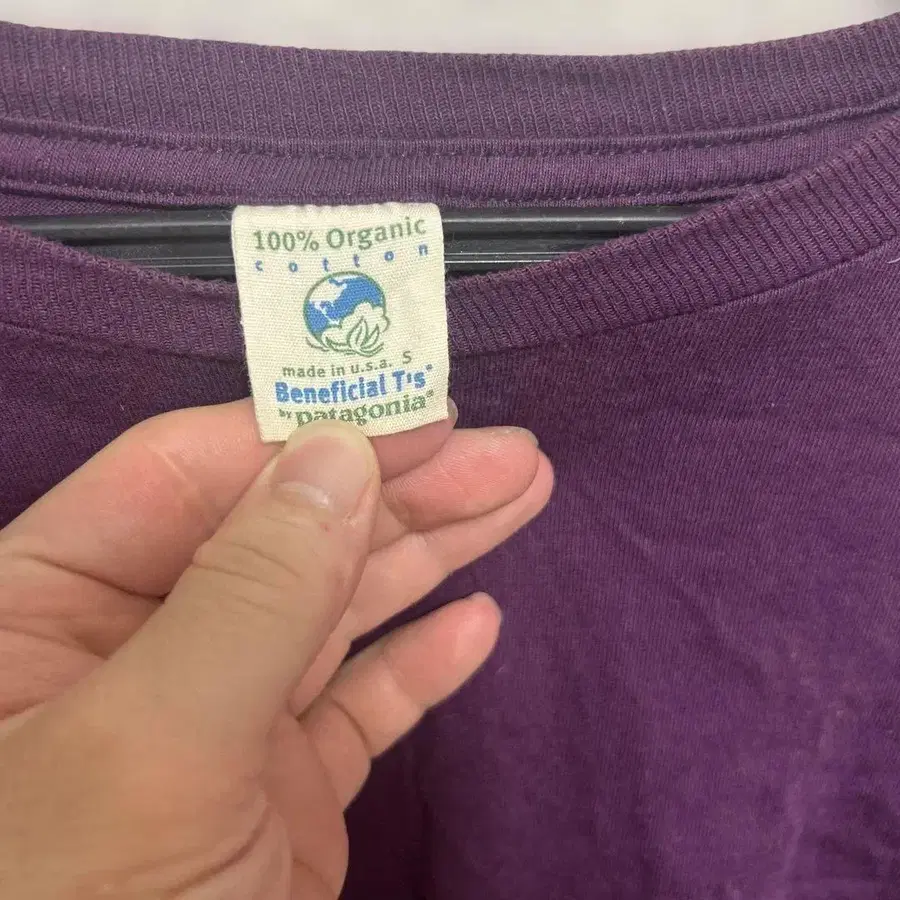 100% Organic
cotton
made in u.s.a. S
Beneficial T's®
by patagonia®